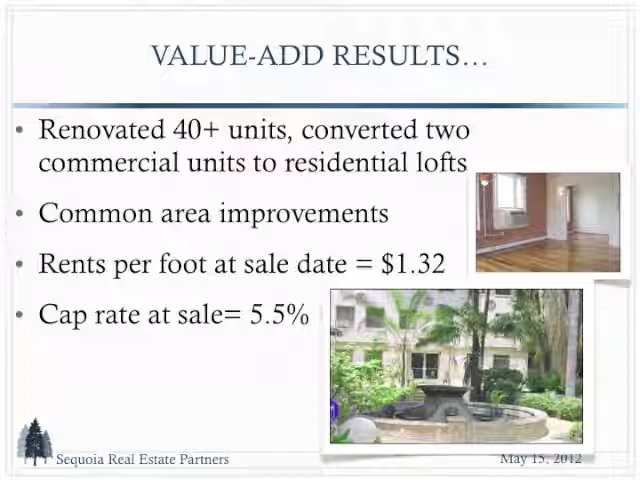 VALUE-ADD RESULTS...
• Renovated 40+ units, converted two
commercial units to residential lofts
• Common area improvements
• Rents per foot at sale date = $1.32
• Cap rate at sale= 5.5%
Sequoia Real Estate Partners
May 15, 2012